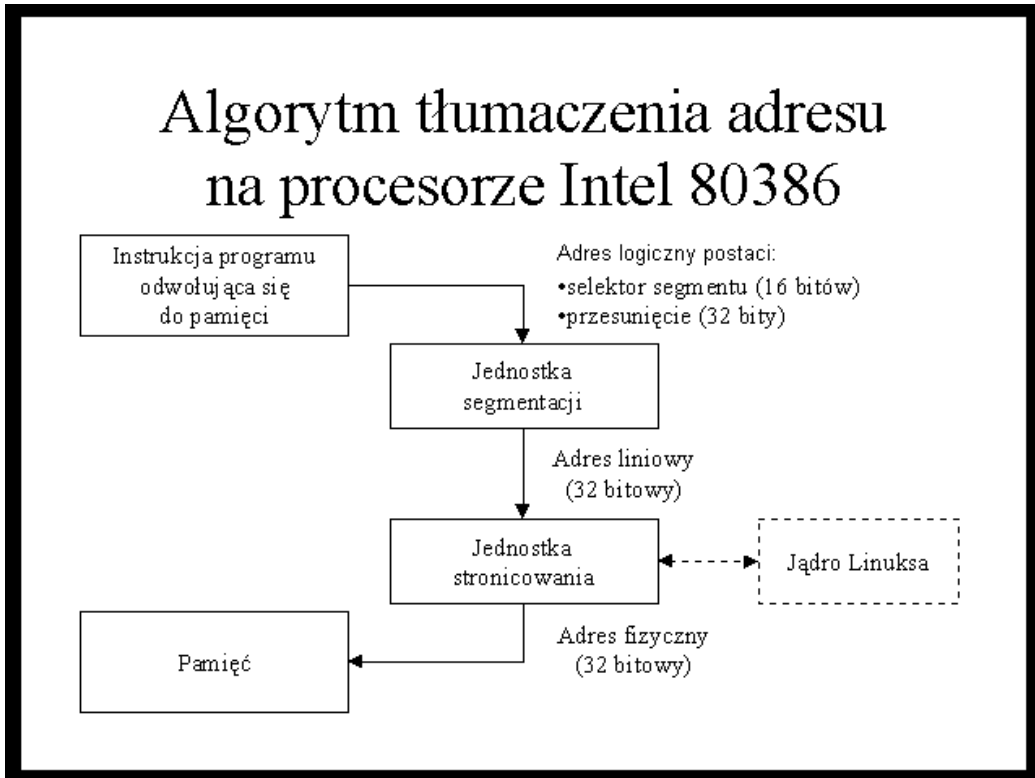 Algorytm tłumaczenia adresu
na procesorze Intel 80386
Instrukcja programu
odwołująca się
do pamięci
Adres logiczny postaci:
•selektor segmentu (16 bitów)
•przesunięcie (32 bity)
Jednostka
segmentacji
Adres liniowy
(32 bitowy)
Jednostka
stronicowania
Jądro Linuksa
Adres fizyczny
(32 bitowy)
Pamięć